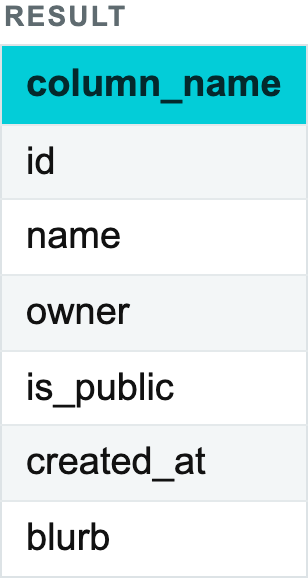 RESULT
column_name
id
name
owner
is_public
created_at
blurb